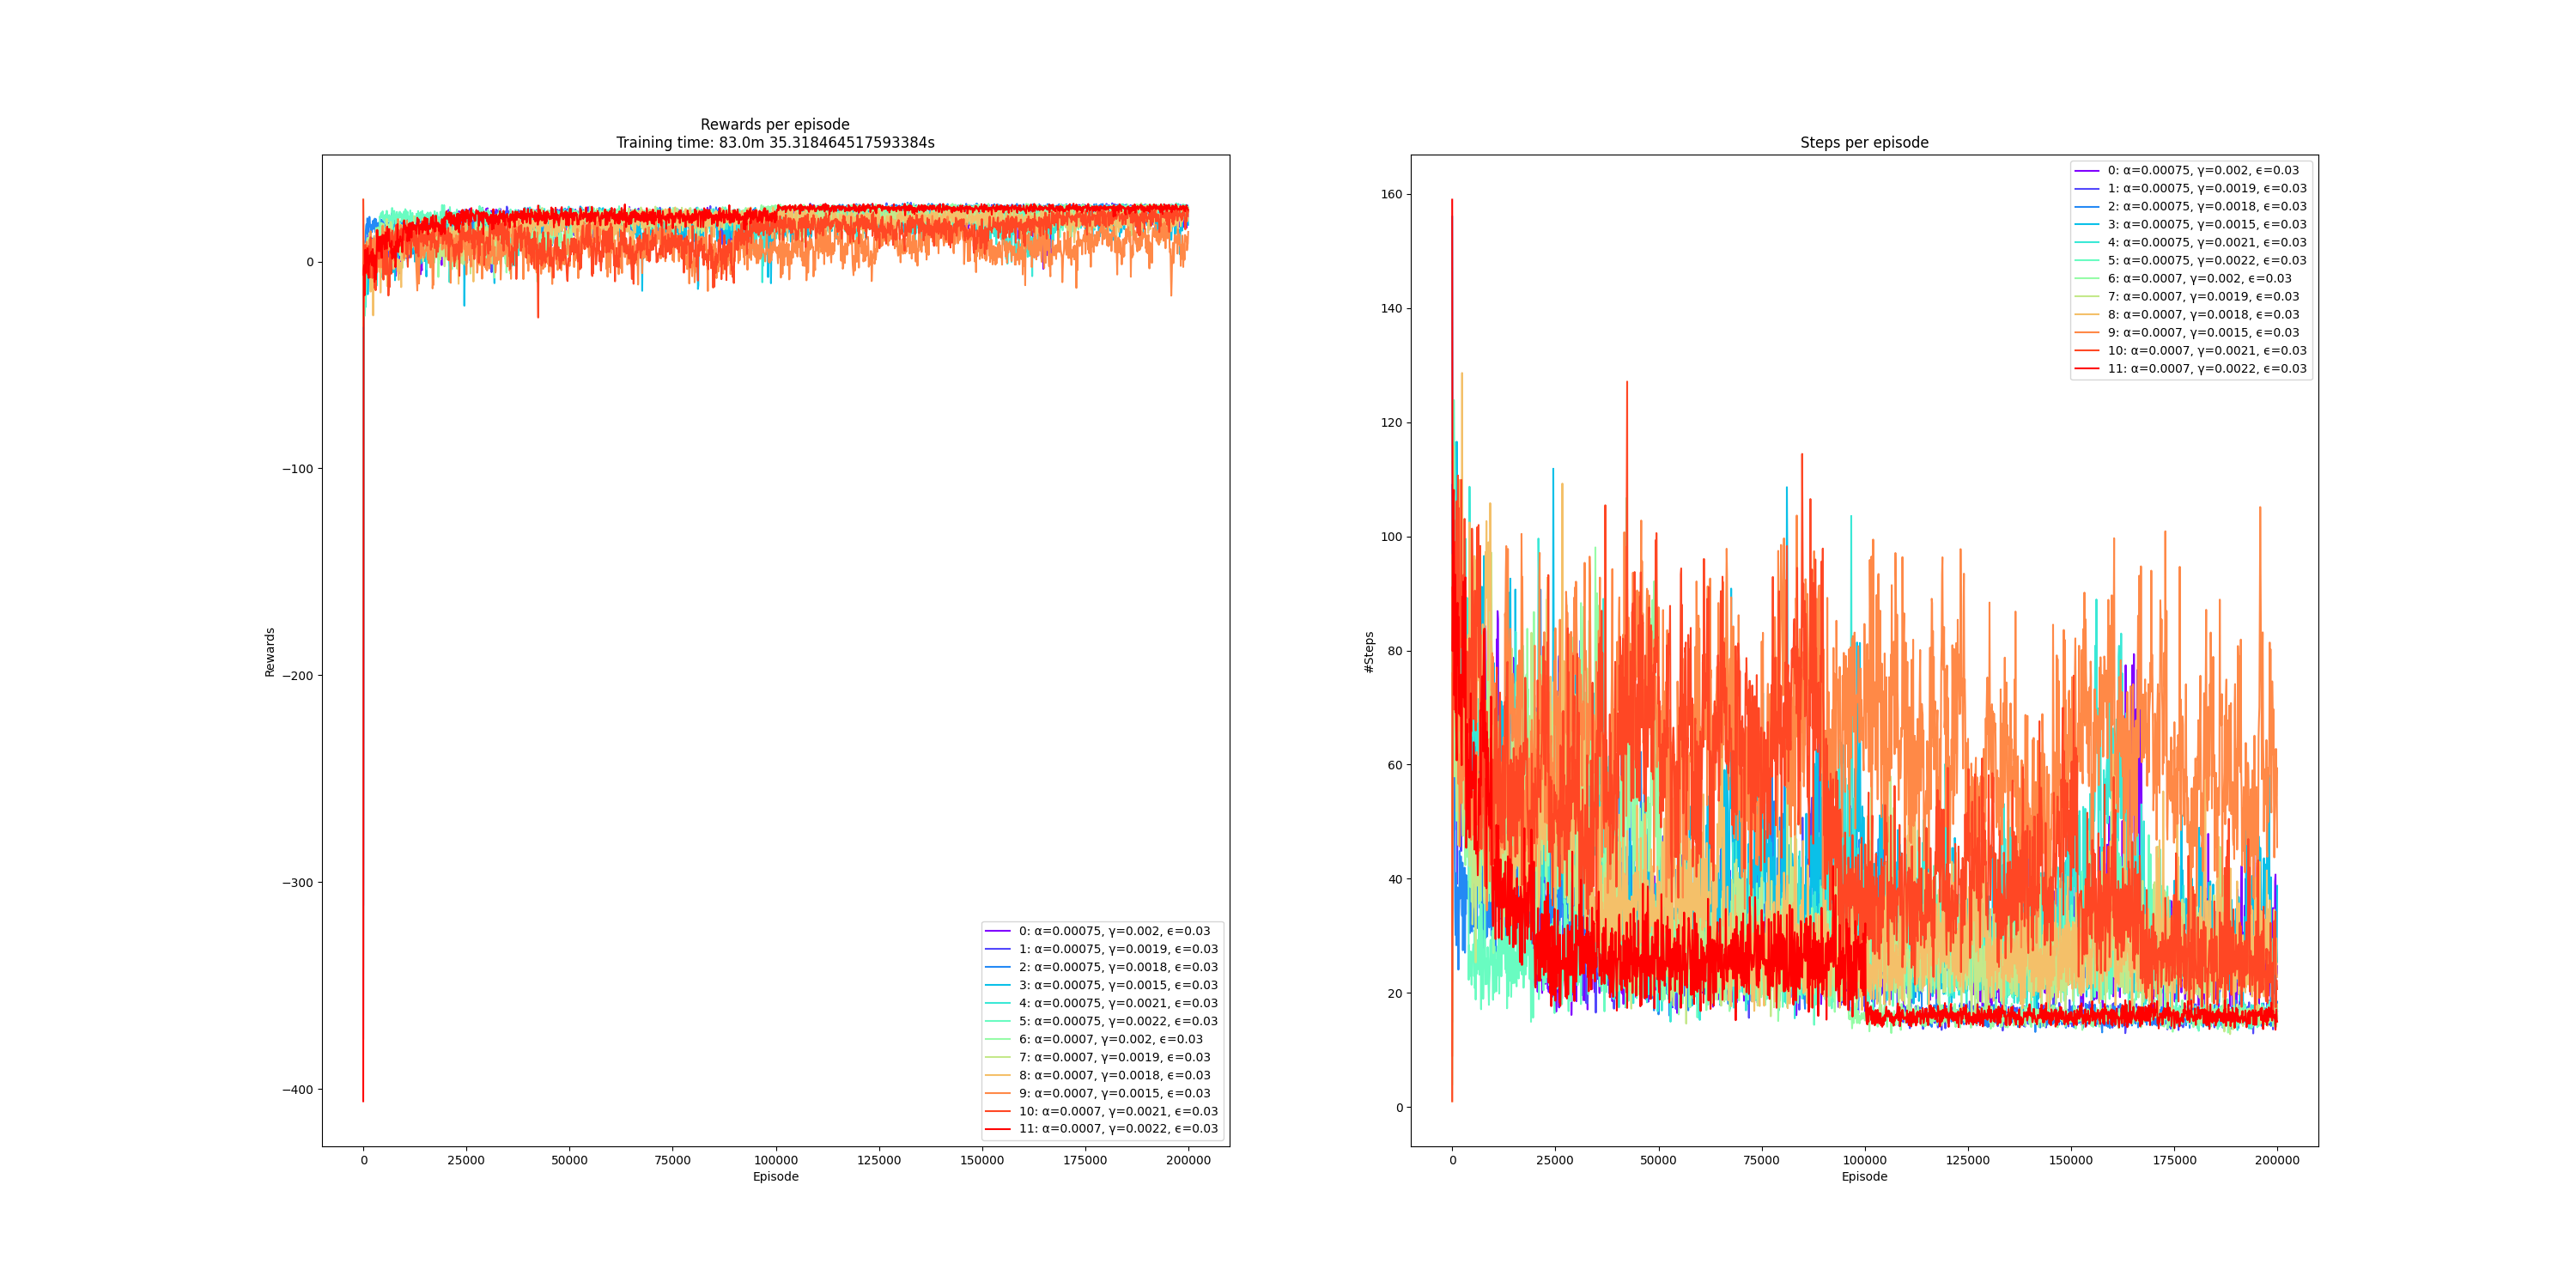 Rewards per episode
Training time: 83.0m 35.318464517593384s
Rewards
0
−100
−200
−300
−400
0: α=0.00075, γ=0.002, ϵ=0.03
1: α=0.00075, γ=0.0019, ϵ=0.03
2: α=0.00075, γ=0.0018, ϵ=0.03
3: α=0.00075, γ=0.0015, ϵ=0.03
4: α=0.00075, γ=0.0021, ϵ=0.03
5: α=0.00075, γ=0.0022, ϵ=0.03
6: α=0.0007, γ=0.002, ϵ=0.03
7: α=0.0007, γ=0.0019, ϵ=0.03
8: α=0.0007, γ=0.0018, ϵ=0.03
9: α=0.0007, γ=0.0015, ϵ=0.03
10: α=0.0007, γ=0.0021, ϵ=0.03
11: α=0.0007, γ=0.0022, ϵ=0.03
0 25000 50000 75000 100000 125000 150000 175000 200000
Episode
Steps per episode
#Steps
160
140
120
100
80
60
40
20
0
0: α=0.00075, γ=0.002, ϵ=0.03
1: α=0.00075, γ=0.0019, ϵ=0.03
2: α=0.00075, γ=0.0018, ϵ=0.03
3: α=0.00075, γ=0.0015, ϵ=0.03
4: α=0.00075, γ=0.0021, ϵ=0.03
5: α=0.00075, γ=0.0022, ϵ=0.03
6: α=0.0007, γ=0.002, ϵ=0.03
7: α=0.0007, γ=0.0019, ϵ=0.03
8: α=0.0007, γ=0.0018, ϵ=0.03
9: α=0.0007, γ=0.0015, ϵ=0.03
10: α=0.0007, γ=0.0021, ϵ=0.03
11: α=0.0007, γ=0.0022, ϵ=0.03
0 25000 50000 75000 100000 125000 150000 175000 200000
Episode